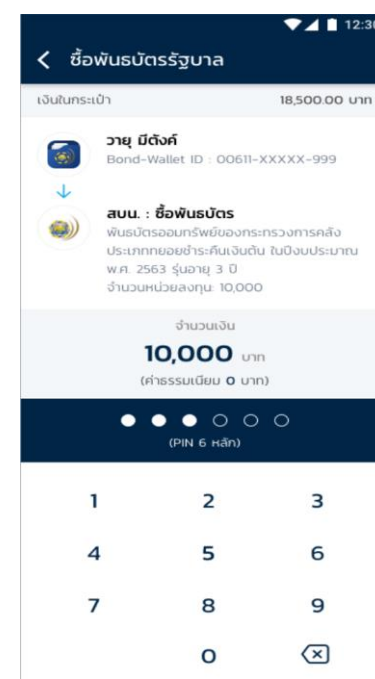 12:30
ซื้อพันธบัตรรัฐบาล
เงินในกระเป๋า 18,500.00 บาท
วายุ มีตังค์
Bond-Wallet ID : 00611-XXXXX-999
สบน. : ซื้อพันธบัตร
พันธบัตรออมทรัพย์ของกระทรวงการคลัง
ประเภททยอยชำระคืนเงินต้น ในปีงบประมาณ
พ.ศ. 2563 รุ่นอายุ 3 ปี
จำนวนหน่วยลงทุน: 10,000
จำนวนเงิน
10,000 บาท
(ค่าธรรมเนียม 0 บาท)
(PIN 6 หลัก)
1 2 3
4 5 6
7 8 9
0